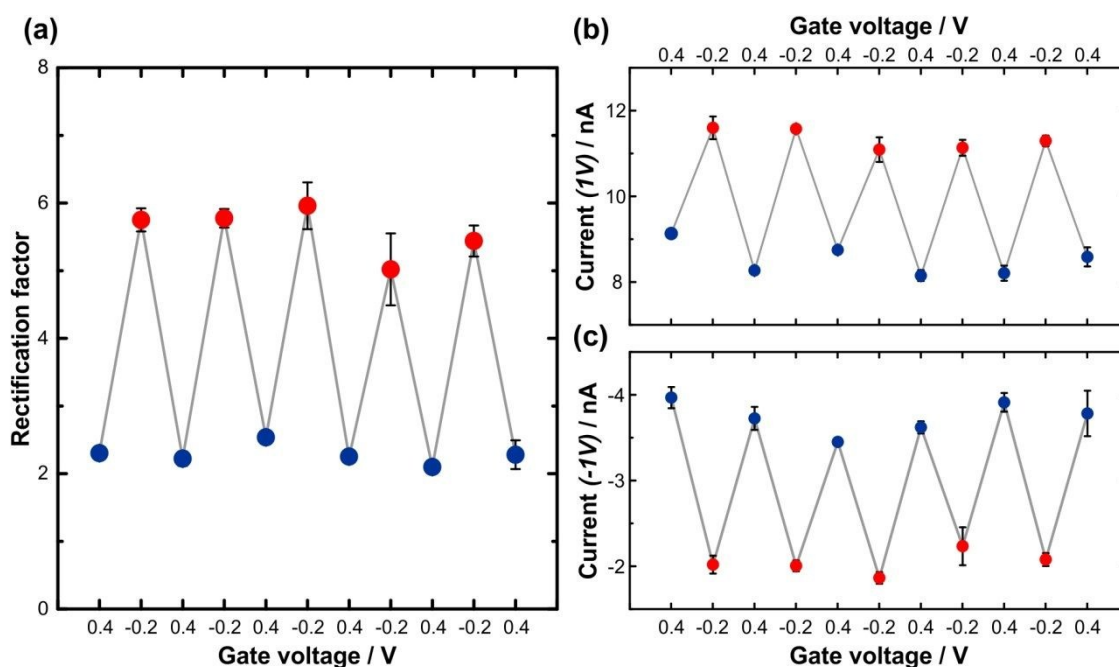 (a)
8
6
4
2
0
Rectification factor
0.4 -0.2 0.4 -0.2 0.4 -0.2 0.4 -0.2 0.4 -0.2 0.4
Gate voltage / V
(b)
Gate voltage / V
0.4 -0.2 0.4 -0.2 0.4 -0.2 0.4 -0.2 0.4 -0.2 0.4
12
10
8
Current (1V) / nA
(c)
-4
-3
-2
Current (-1V) / nA
0.4 -0.2 0.4 -0.2 0.4 -0.2 0.4 -0.2 0.4 -0.2 0.4
Gate voltage / V